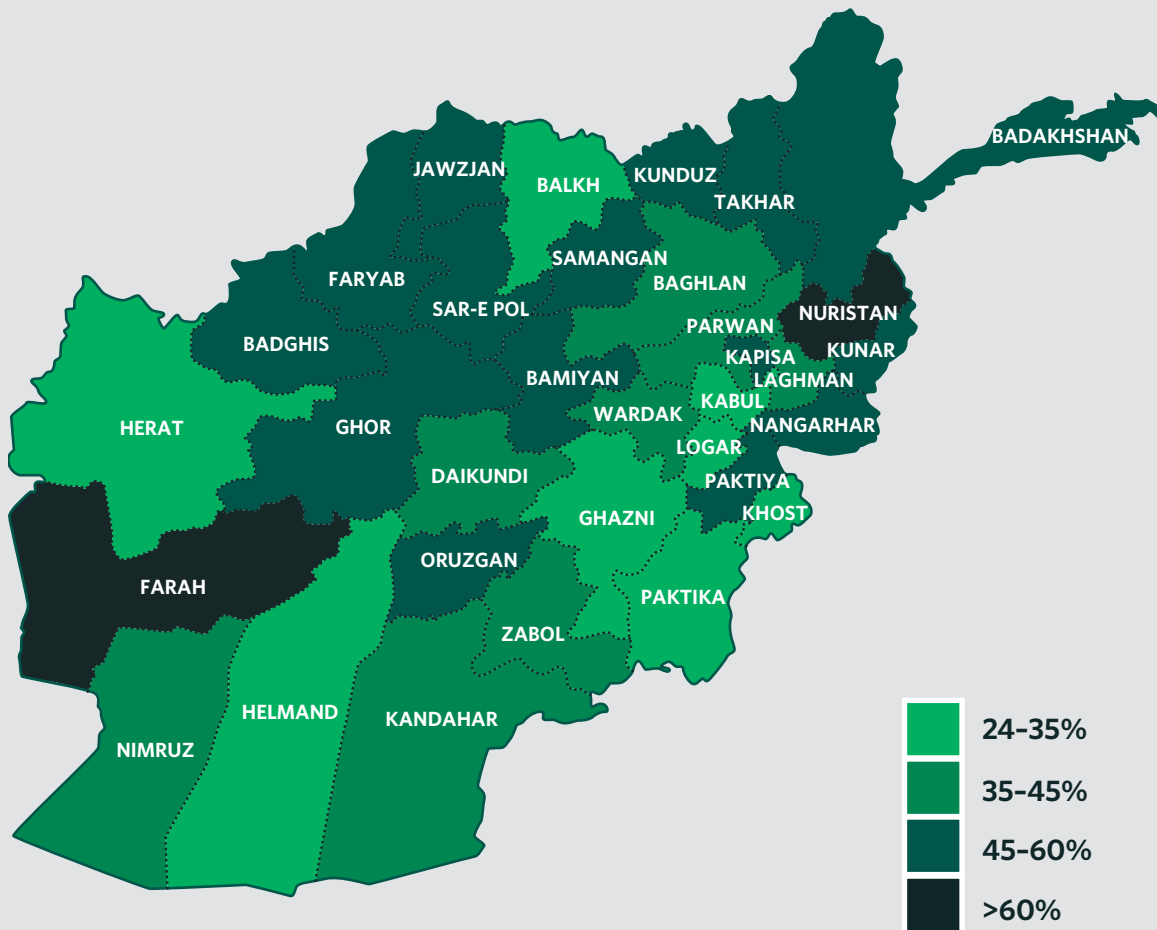 BADAKHSHAN
JAWZJAN
BALKH
KUNDUZ
TAKHAR
SAMANGAN
FARYAB
BAGHLAN
SAR-E POL
NURISTAN
PARWAN
BADGHIS
KAPISA
KUNAR
BAMIYAN
LAGHMAN
KABUL
WARDAK
HERAT
GHOR
NANGARHAR
LOGAR
DAIKUNDI
PAKTIYA
GHAZNI
KHOST
ORUZGAN
FARAH
PAKTIKA
ZABOL
HELMAND
KANDAHAR
NIMRUZ
24-35%
35-45%
45-60%
>60%